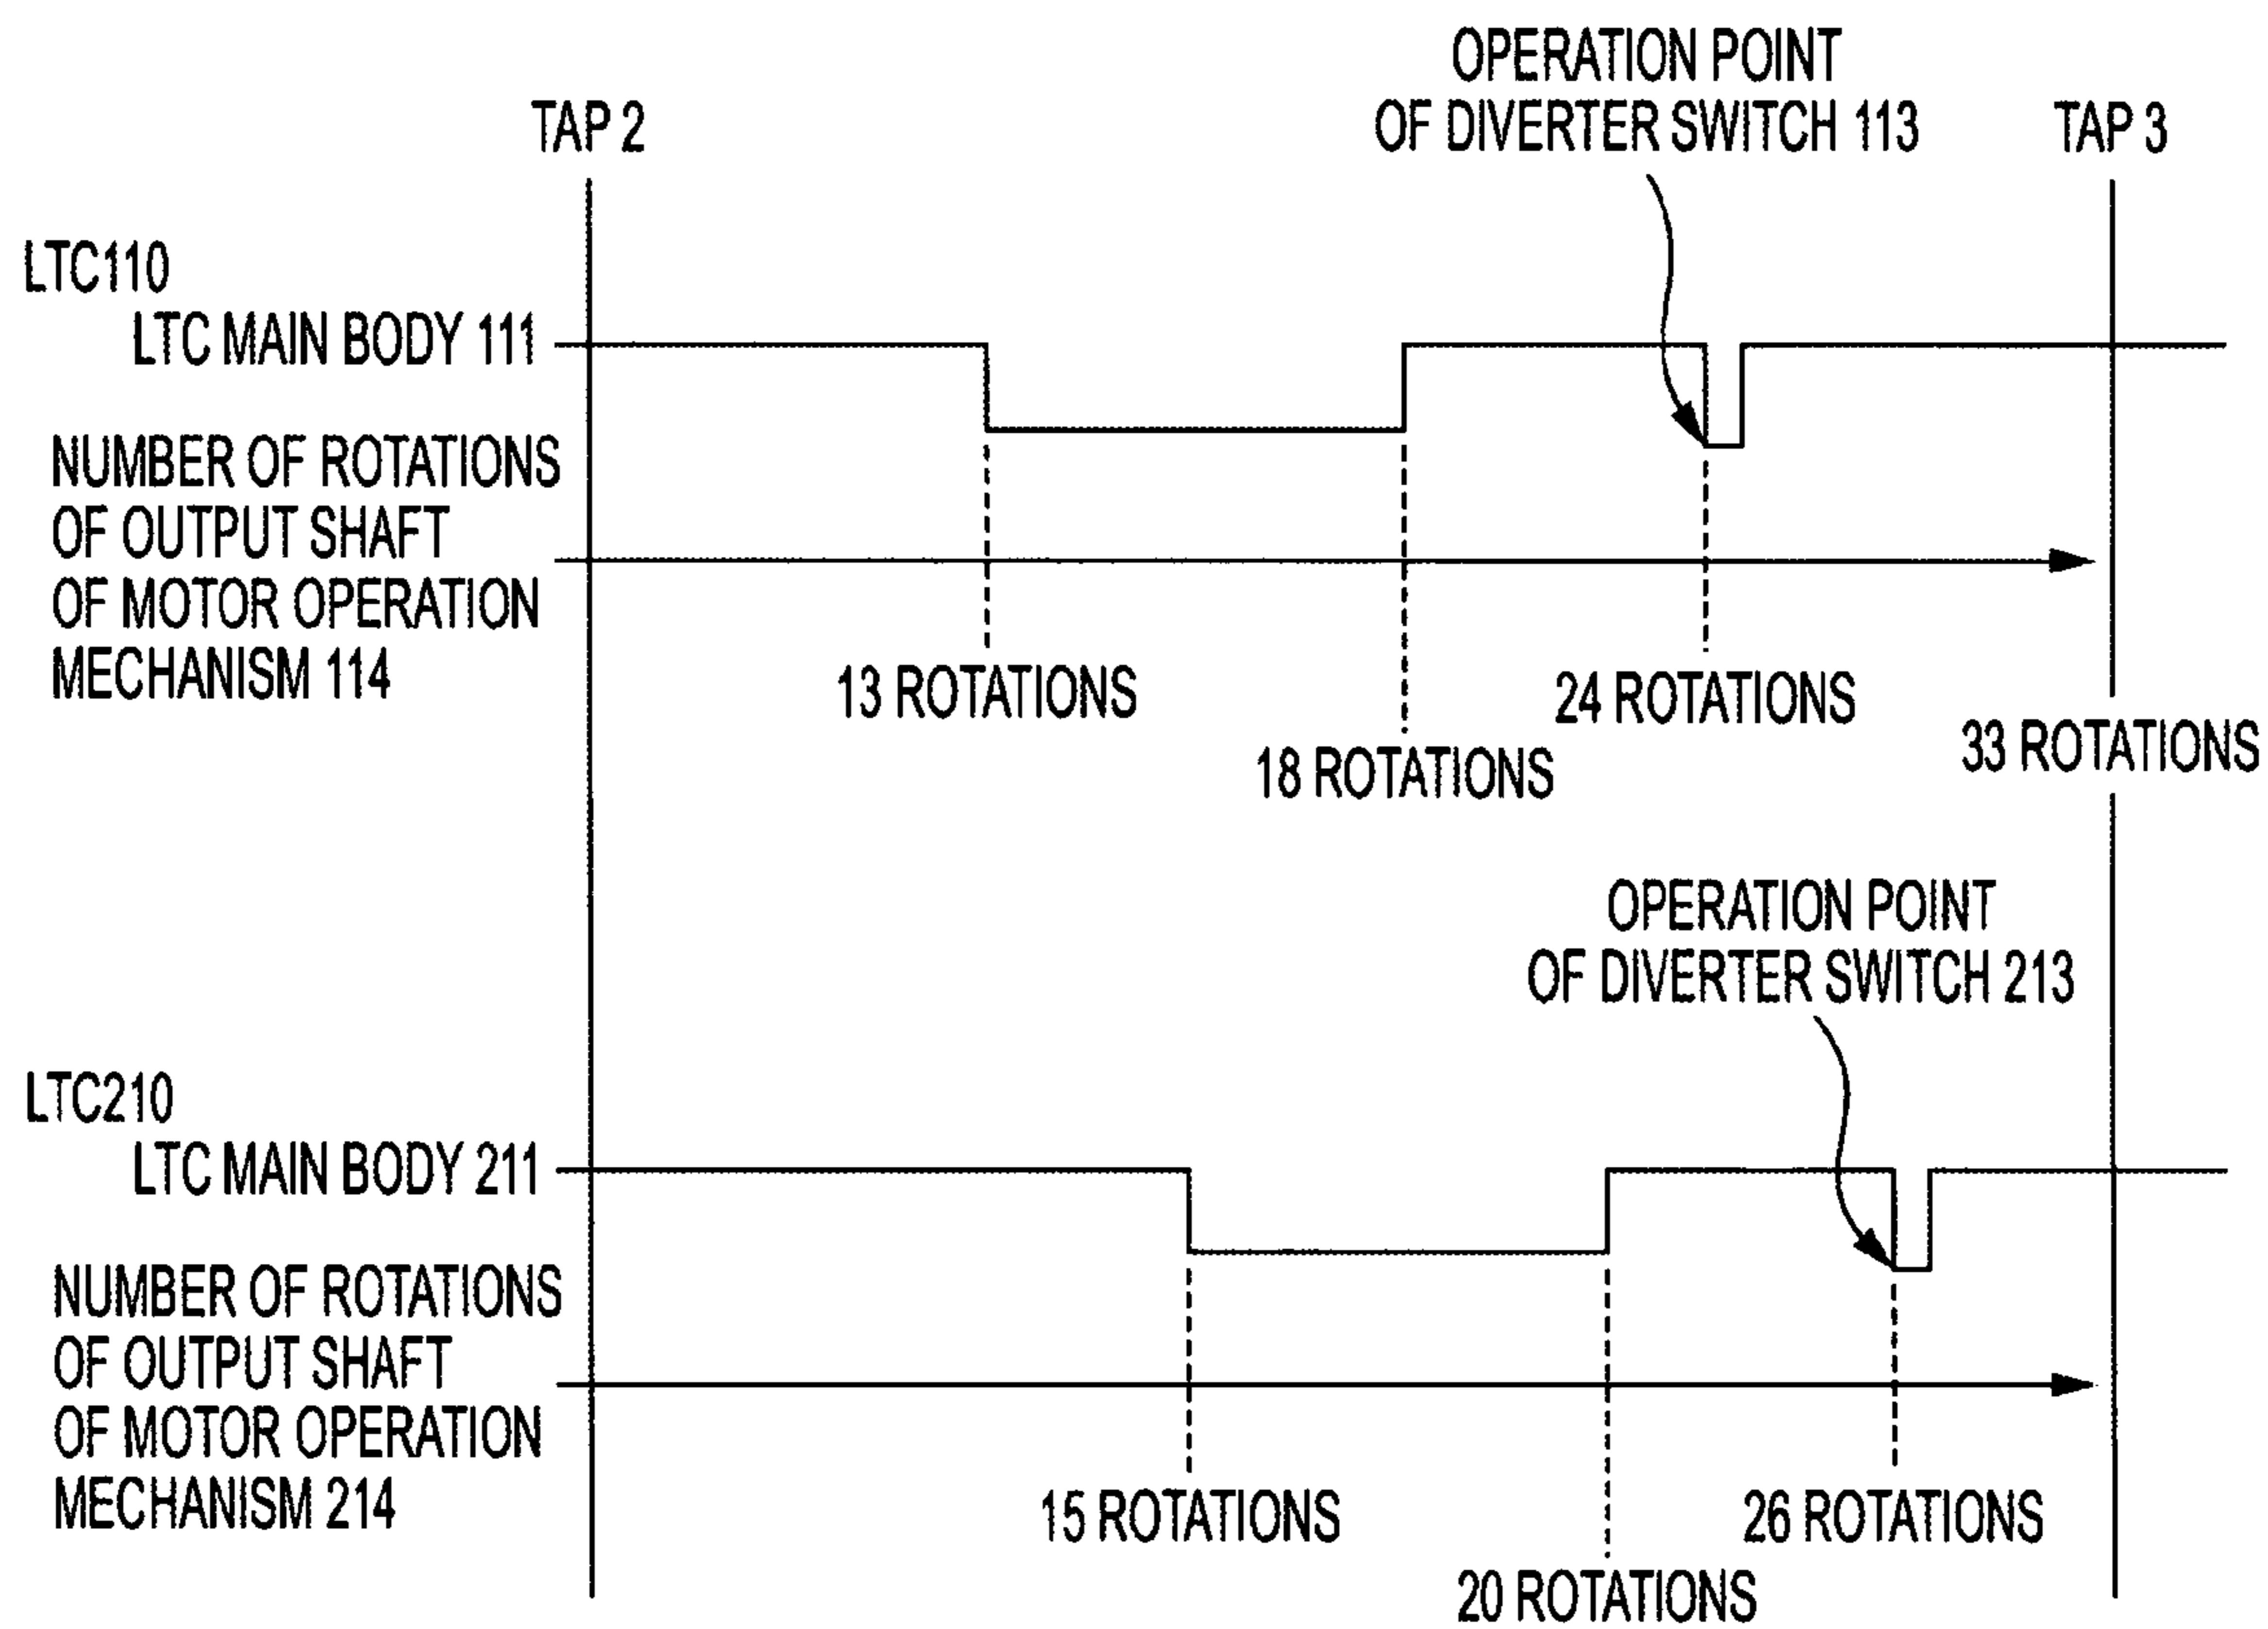 OPERATION POINT
OF DIVERTER SWITCH 113
TAP 2
TAP 3
LTC110
LTC MAIN BODY 111
NUMBER OF ROTATIONS
OF OUTPUT SHAFT
OF MOTOR OPERATION
MECHANISM 114
13 ROTATIONS
24 ROTATIONS
18 ROTATIONS
33 ROTATIONS
OPERATION POINT
OF DIVERTER SWITCH 213
LTC210
LTC MAIN BODY 211
NUMBER OF ROTATIONS
OF OUTPUT SHAFT
OF MOTOR OPERATION
MECHANISM 214
15 ROTATIONS
26 ROTATIONS
20 ROTATIONS